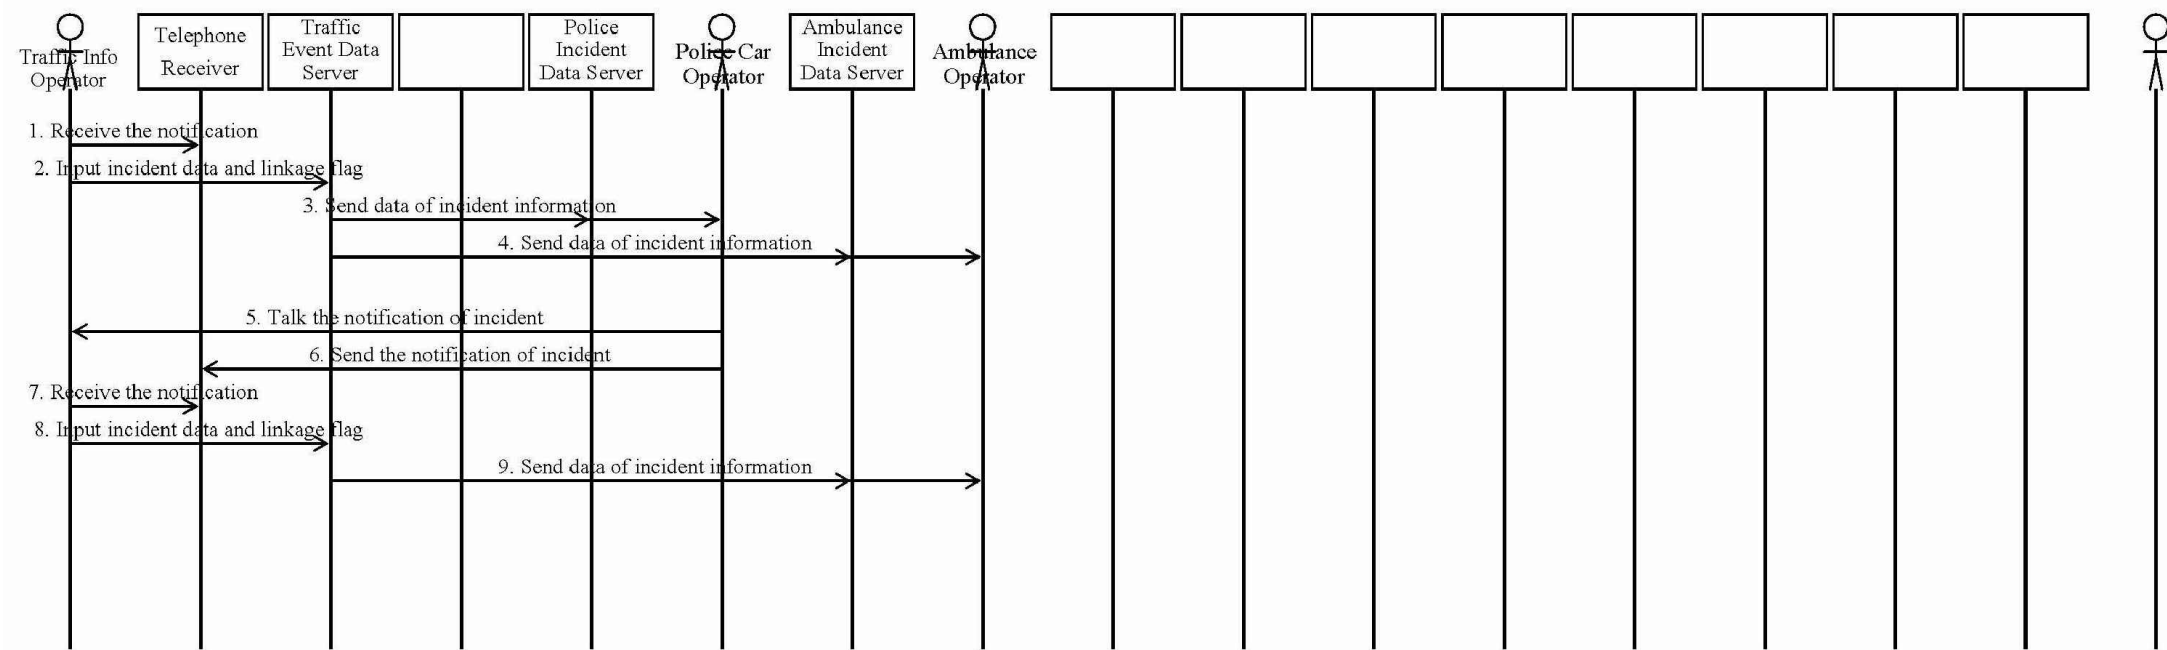 Traffic Info
Operator
Telephone
Receiver
Traffic
Event Data
Server
Police
Incident
Data Server
Police Car
Operator
Ambulance
Incident
Data Server
Ambulance
Operator
1. Receive the notification
2. Input incident data and linkage flag
3. Send data of incident information
4. Send data of incident information
5. Talk the notification of incident
6. Send the notification of incident
7. Receive the notification
8. Input incident data and linkage flag
9. Send data of incident information